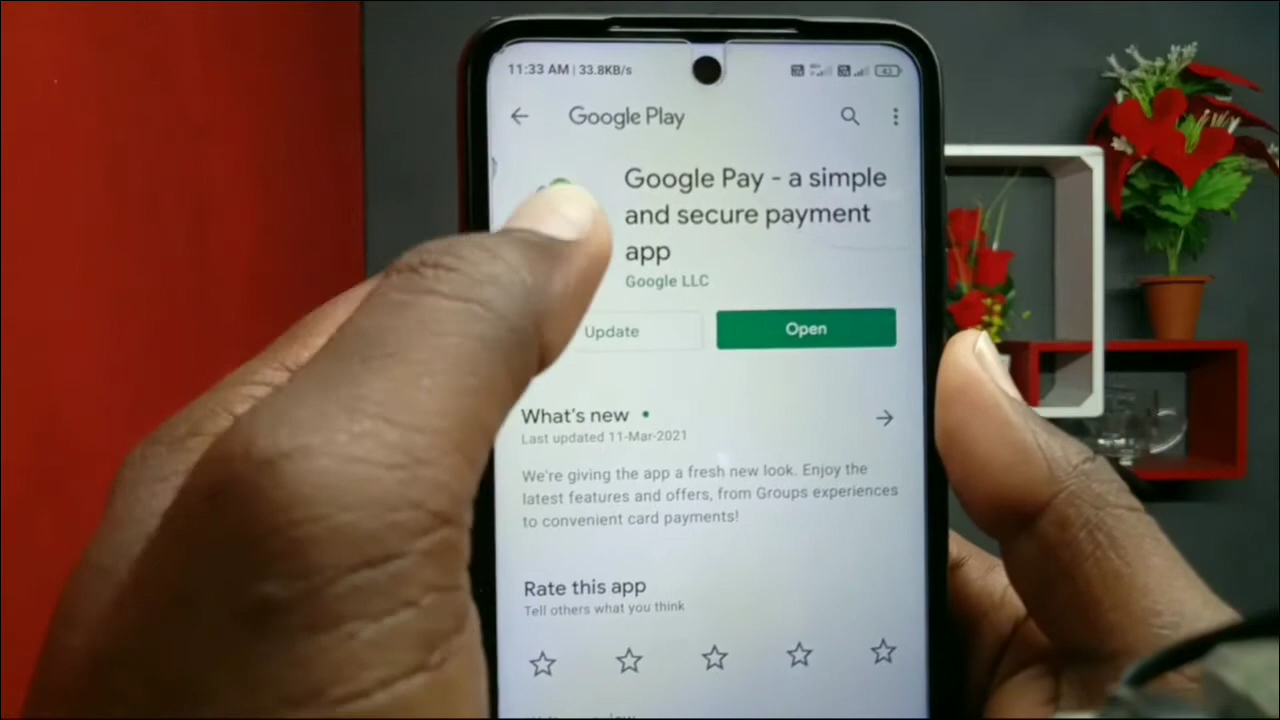 11:33 AM | 33.8KB/s
43
Google Play
Google Pay - a simple
and secure payment
app
Google LLC
Update
Open
What's new
Last updated 11-Mar-2021
We're giving the app a fresh new look. Enjoy the
latest features and offers, from Groups experiences
to convenient card payments!
Rate this app
Tell others what you think